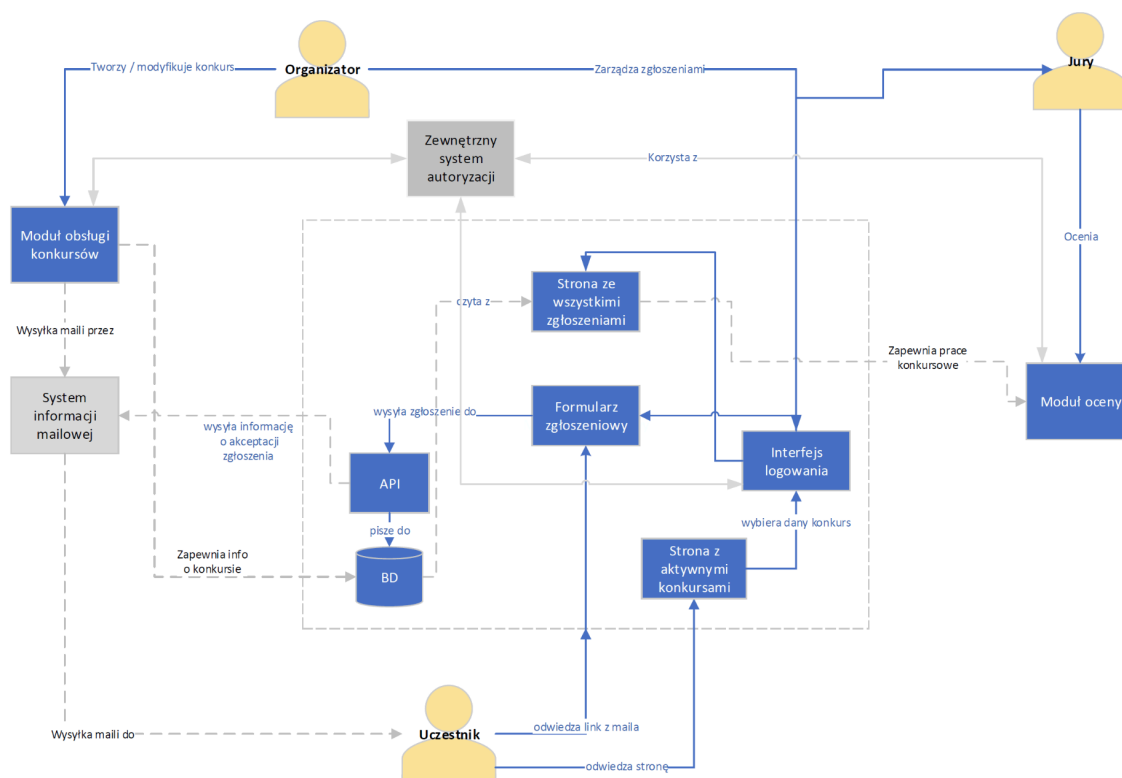 Tworzy / modyfikuje konkurs
Organizator
Zarządza zgłoszeniami
Jury
Zewnętrzny
system
autoryzacji
Korzysta z
Moduł obsługi
konkursów
Ocenia
Strona ze
wszystkimi
zgłoszeniami
czyta z
Wysyłka maili przez
Zapewnia prace
konkursowe
System
informacji
mailowej
Formularz
zgłoszeniowy
Moduł oceny
wysyła zgłoszenie do
wysyła informację
o akceptacji
zgłoszenia
Interfejs
logowania
API
pisze do
wybiera dany konkurs
Zapewnia info
o konkursie
BD
Strona z
aktywnymi
konkursami
Wysyłka maili do
Uczestnik
odwiedza link z maila
odwiedza stronę